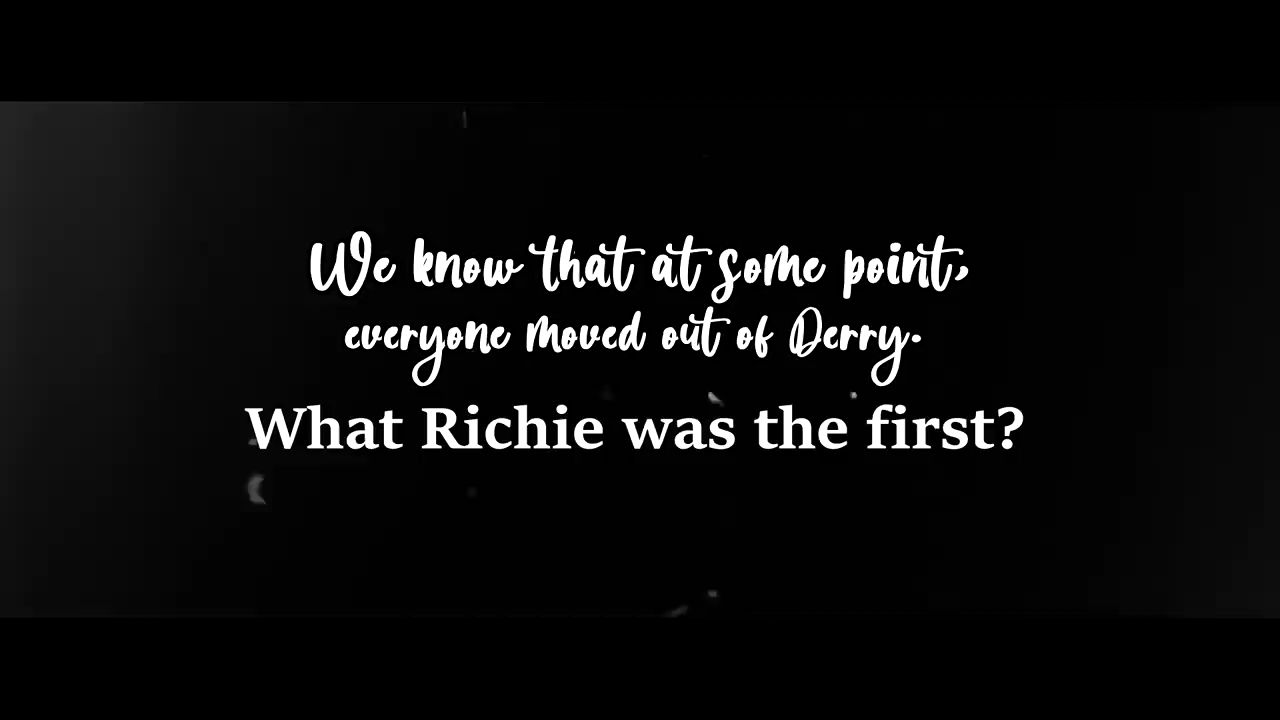 We know that at some point,
everyone moved out of Derry.
What Richie was the first?